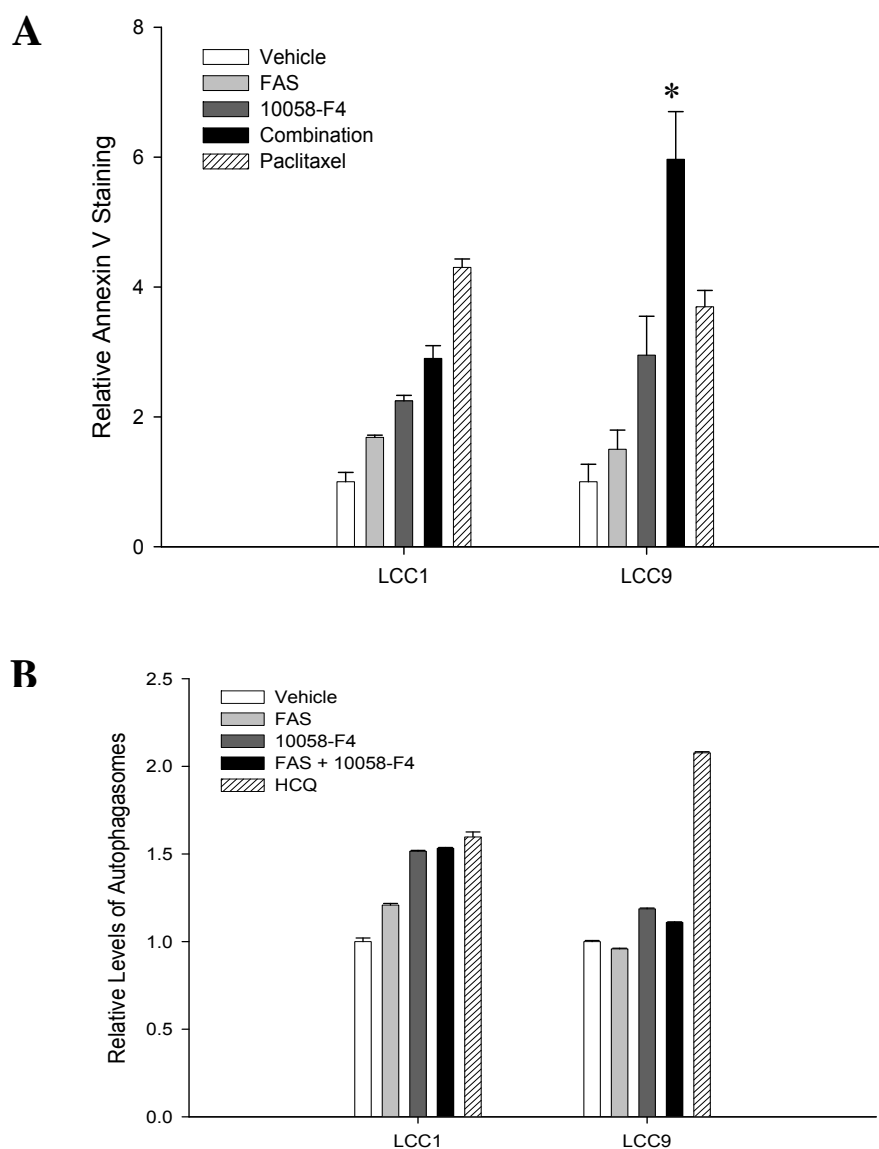 A
8
6
4
2
0
Relative Annexin V Staining
Vehicle
FAS
10058-F4
Combination
Paclitaxel
*
LCC1
LCC9
B
2.5
2.0
1.5
1.0
0.5
0.0
Relative Levels of Autophagasomes
Vehicle
FAS
10058-F4
FAS + 10058-F4
HCQ
LCC1
LCC9